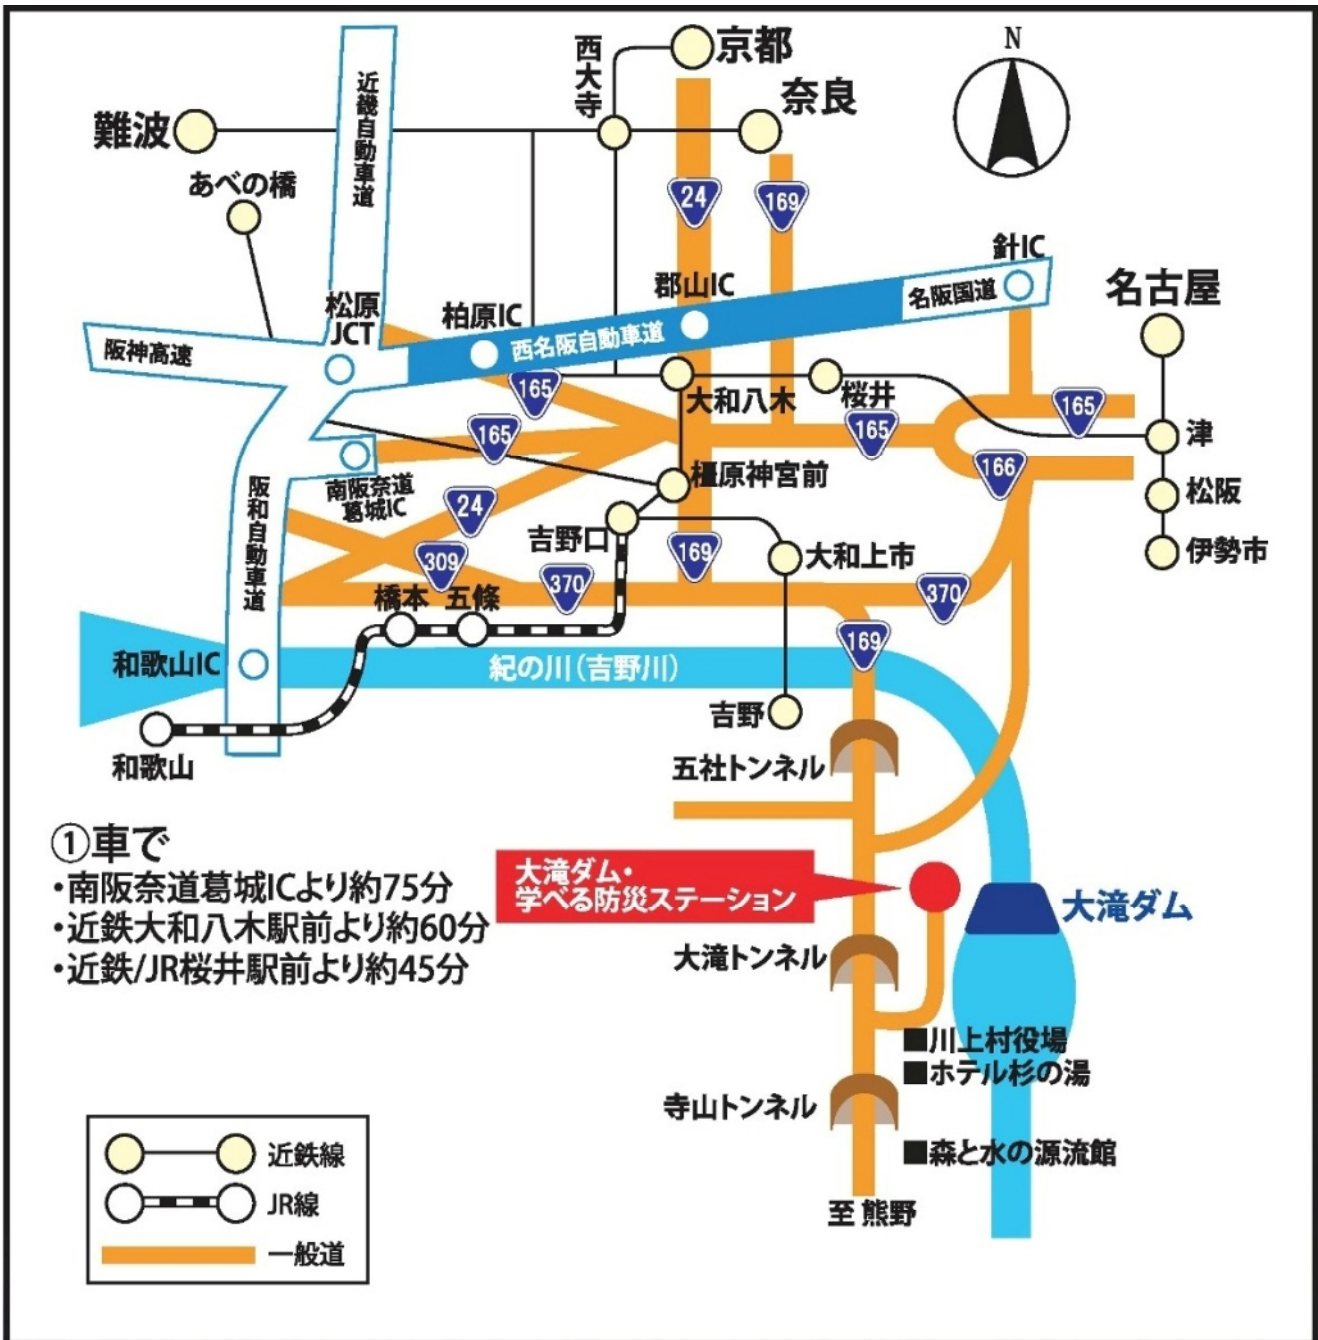 N
京都
西大寺
奈良
近畿自動車道
難波
あべの橋
24
169
針IC
郡山IC
名阪国道
名古屋
松原
JCT
柏原IC
阪神高速
西名阪自動車道
165
大和八木
桜井
165
165
165
津
166
松阪
南阪奈道
葛城IC
橿原神宮前
阪和自動車道
24
吉野口
169
大和上市
伊勢市
309
370
370
橋本
五條
169
和歌山IC
紀の川(吉野川)
吉野
和歌山
五社トンネル
①車で
・南阪奈道葛城ICより約75分
・近鉄大和八木駅前より約60分
・近鉄/JR桜井駅前より約45分
大滝ダム・
学べる防災ステーション
大滝ダム
大滝トンネル
■川上村役場
■ホテル杉の湯
寺山トンネル
■森と水の源流館
至 熊野
近鉄線
JR線
一般道